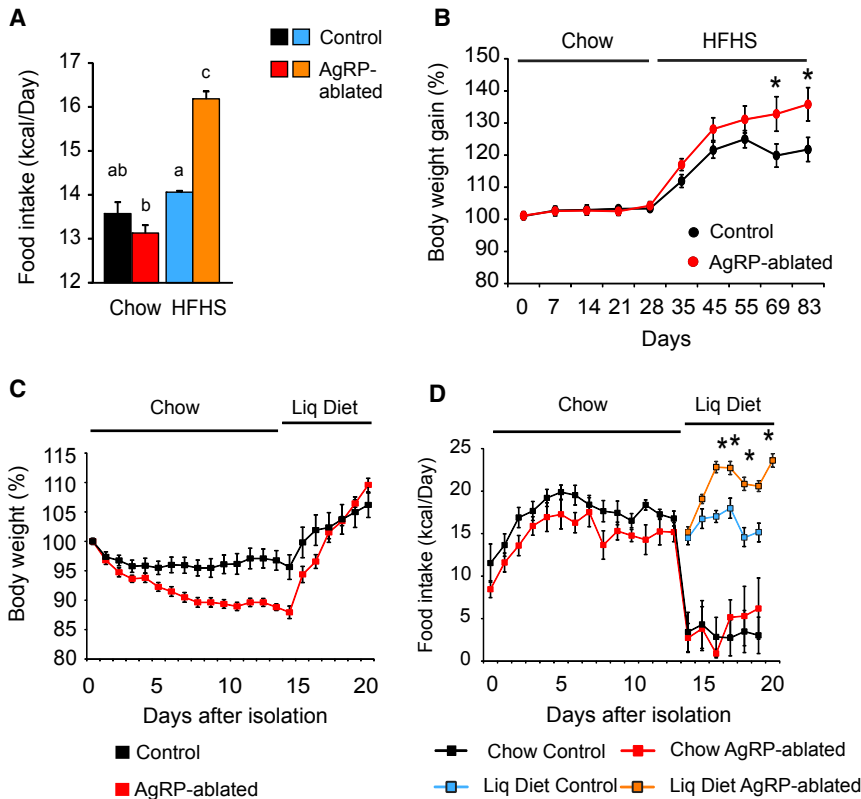 A
Control
AgRP-
ablated
Food intake (kcal/Day)
17
16
15
14
13
12
ab
b
a
c
Chow HFHS
B
Chow HFHS
Body weight gain (%)
150
140
130
120
110
100
90
80
* *
Control
AgRP-ablated
0 7 14 21 28 35 45 55 69 83
Days
C
Chow Liq Diet
Body weight (%)
115
110
105
100
95
90
85
80
0 5 10 15 20
Days after isolation
Control
AgRP-ablated
D
Chow Liq Diet
Food intake (kcal/Day)
25
20
15
10
5
0
** * *
0 5 10 15 20
Days after isolation
Chow Control Chow AgRP-ablated
Liq Diet Control Liq Diet AgRP-ablated